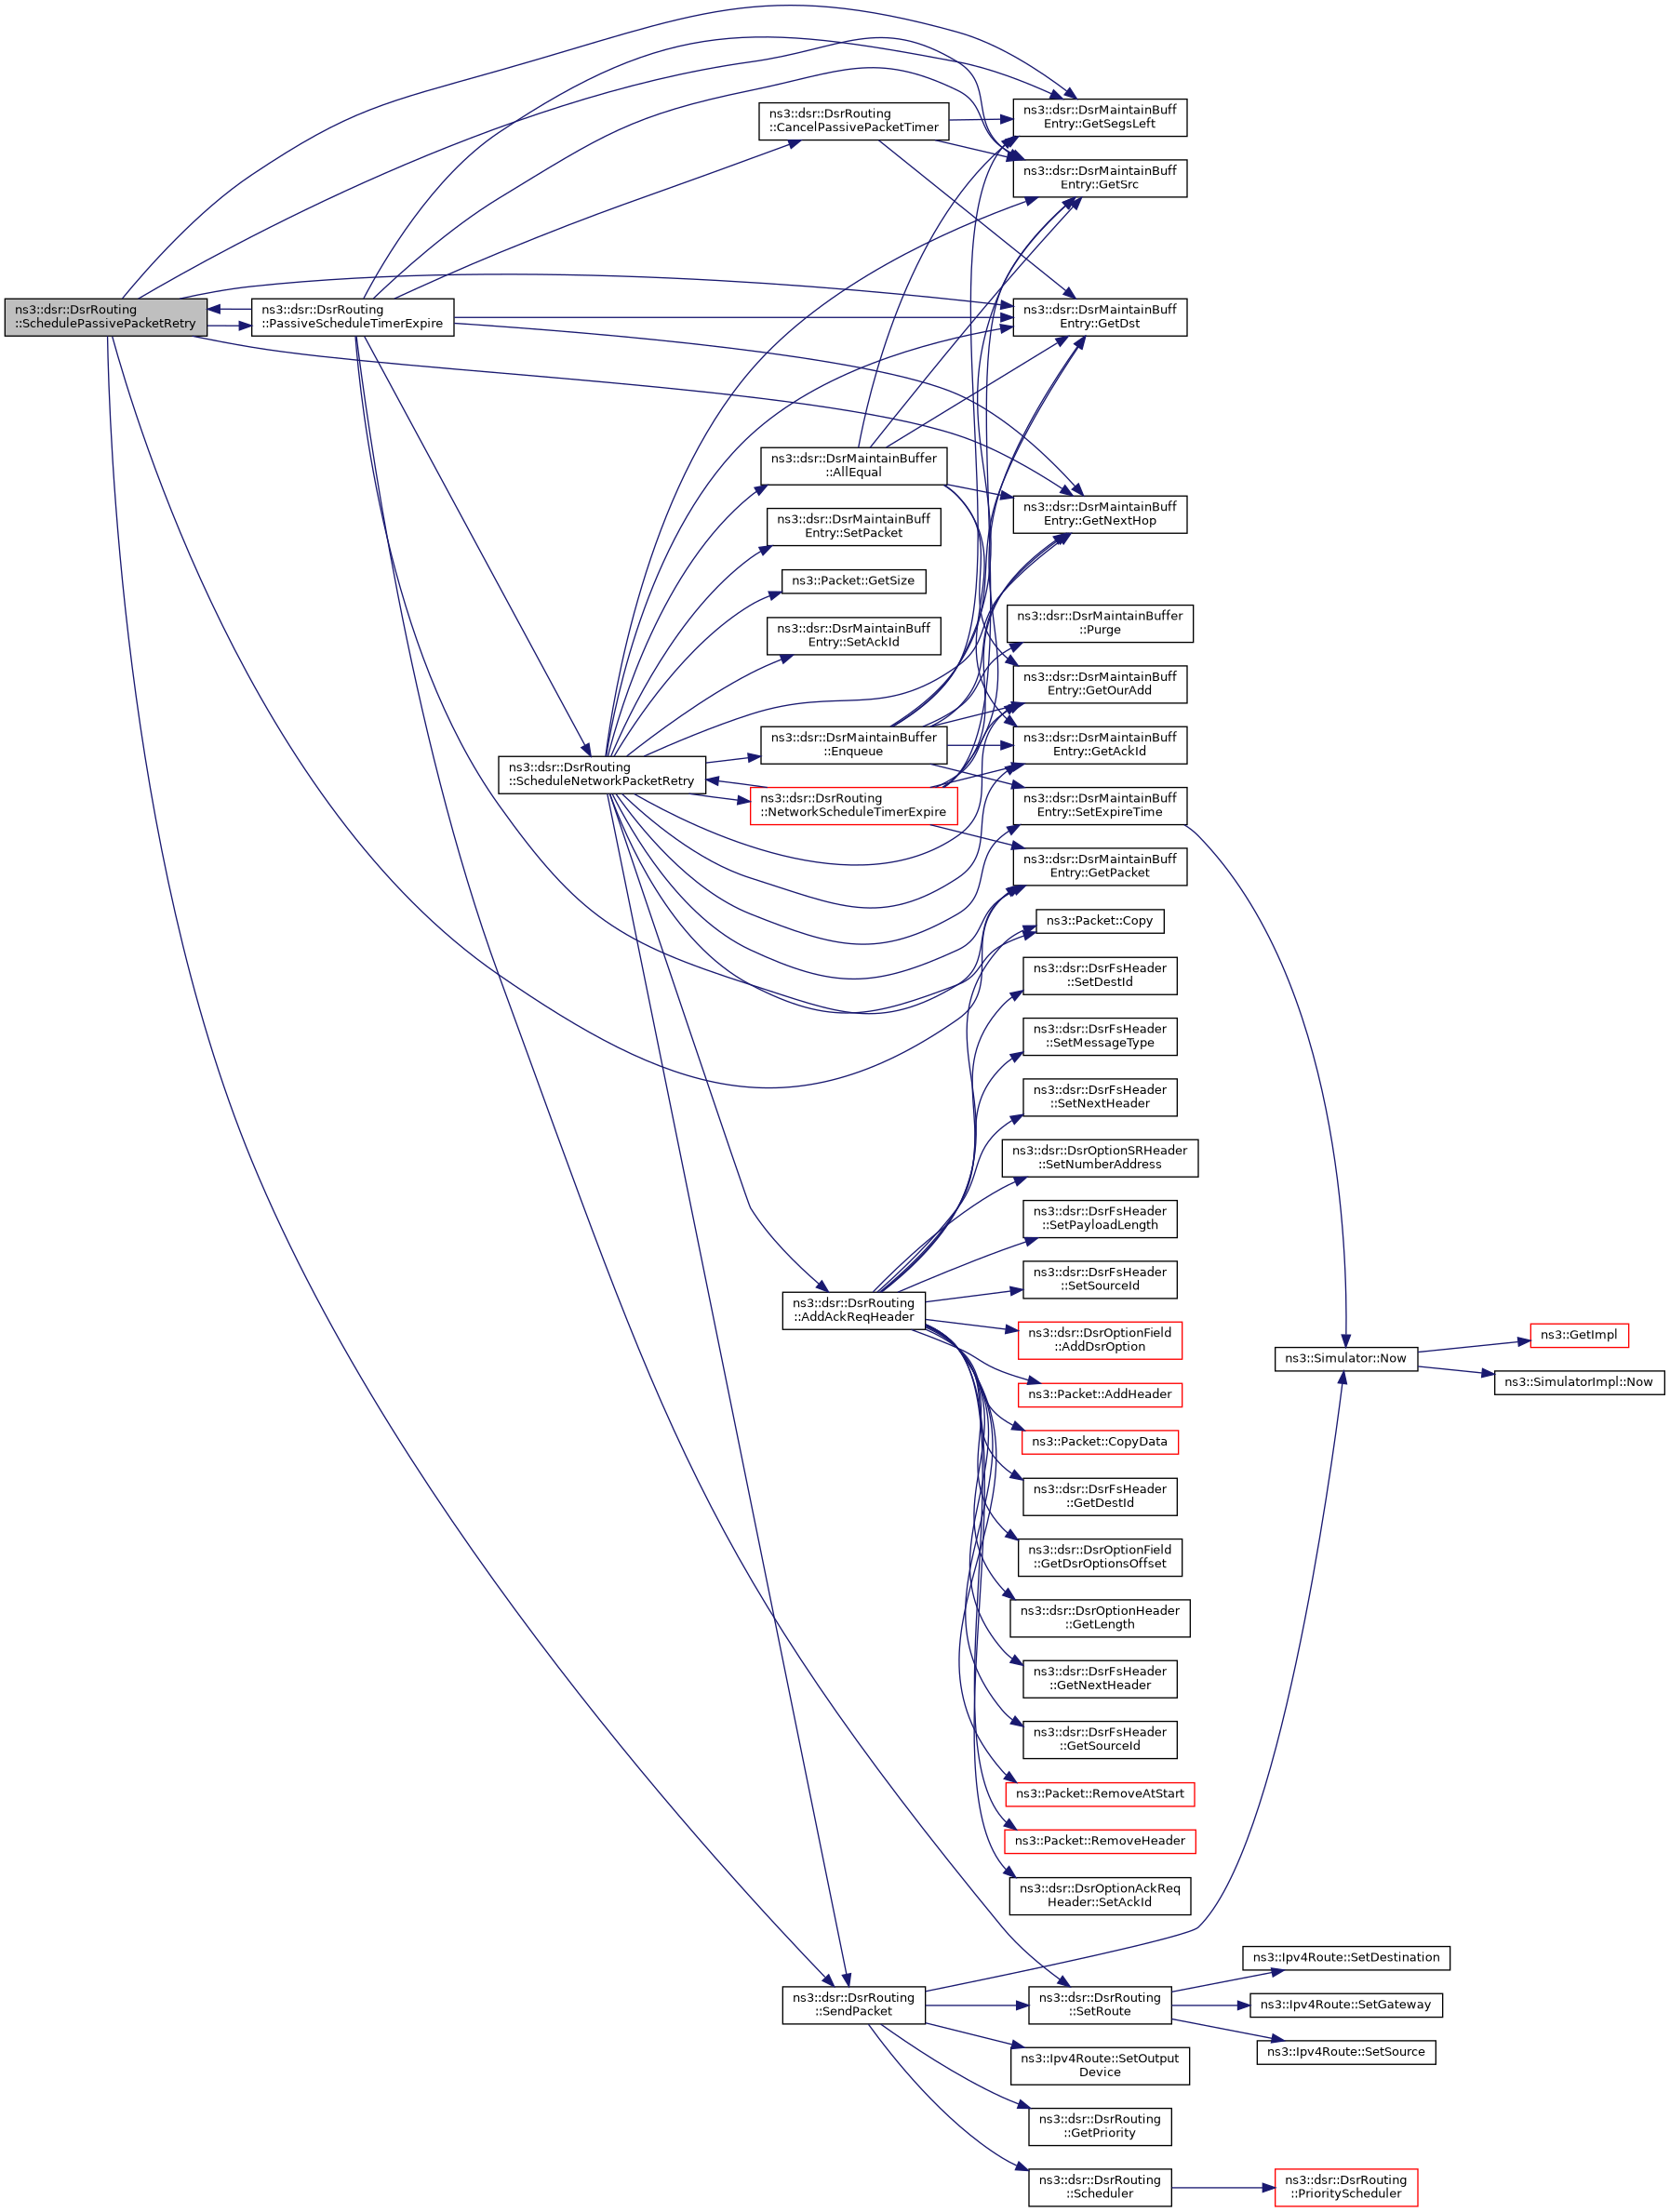 ns3::dsr::DsrRouting
::SchedulePassivePacketRetry
ns3::dsr::DsrRouting
::PassiveScheduleTimerExpire
ns3::dsr::DsrRouting
::CancelPassivePacketTimer
ns3::dsr::DsrMaintainBuff
Entry::GetSegsLeft
ns3::dsr::DsrMaintainBuff
Entry::GetSrc
ns3::dsr::DsrMaintainBuff
Entry::GetDst
ns3::dsr::DsrMaintainBuffer
::AllEqual
ns3::dsr::DsrMaintainBuff
Entry::GetNextHop
ns3::dsr::DsrMaintainBuff
Entry::SetPacket
ns3::Packet::GetSize
ns3::dsr::DsrMaintainBuff
Entry::SetAckId
ns3::dsr::DsrMaintainBuffer
::Purge
ns3::dsr::DsrMaintainBuff
Entry::GetOurAdd
ns3::dsr::DsrRouting
::ScheduleNetworkPacketRetry
ns3::dsr::DsrMaintainBuffer
::Enqueue
ns3::dsr::DsrMaintainBuff
Entry::GetAckId
ns3::dsr::DsrRouting
::NetworkScheduleTimerExpire
ns3::dsr::DsrMaintainBuff
Entry::SetExpireTime
ns3::dsr::DsrMaintainBuff
Entry::GetPacket
ns3::Packet::Copy
ns3::dsr::DsrFsHeader
::SetDestId
ns3::dsr::DsrFsHeader
::SetMessageType
ns3::dsr::DsrFsHeader
::SetNextHeader
ns3::dsr::DsrOptionSRHeader
::SetNumberAddress
ns3::dsr::DsrFsHeader
::SetPayloadLength
ns3::dsr::DsrFsHeader
::SetSourceId
ns3::dsr::DsrRouting
::AddAckReqHeader
ns3::dsr::DsrOptionField
::AddDsrOption
ns3::Packet::AddHeader
ns3::Packet::CopyData
ns3::dsr::DsrFsHeader
::GetDestId
ns3::dsr::DsrOptionField
::GetDsrOptionsOffset
ns3::dsr::DsrOptionHeader
::GetLength
ns3::dsr::DsrFsHeader
::GetNextHeader
ns3::dsr::DsrFsHeader
::GetSourceId
ns3::Packet::RemoveAtStart
ns3::Packet::RemoveHeader
ns3::dsr::DsrOptionAckReq
Header::SetAckId
ns3::Simulator::Now
ns3::GetImpl
ns3::SimulatorImpl::Now
ns3::dsr::DsrRouting
::SendPacket
ns3::dsr::DsrRouting
::SetRoute
ns3::Ipv4Route::SetDestination
ns3::Ipv4Route::SetGateway
ns3::Ipv4Route::SetSource
ns3::Ipv4Route::SetOutput
Device
ns3::dsr::DsrRouting
::GetPriority
ns3::dsr::DsrRouting
::Scheduler
ns3::dsr::DsrRouting
::PriorityScheduler